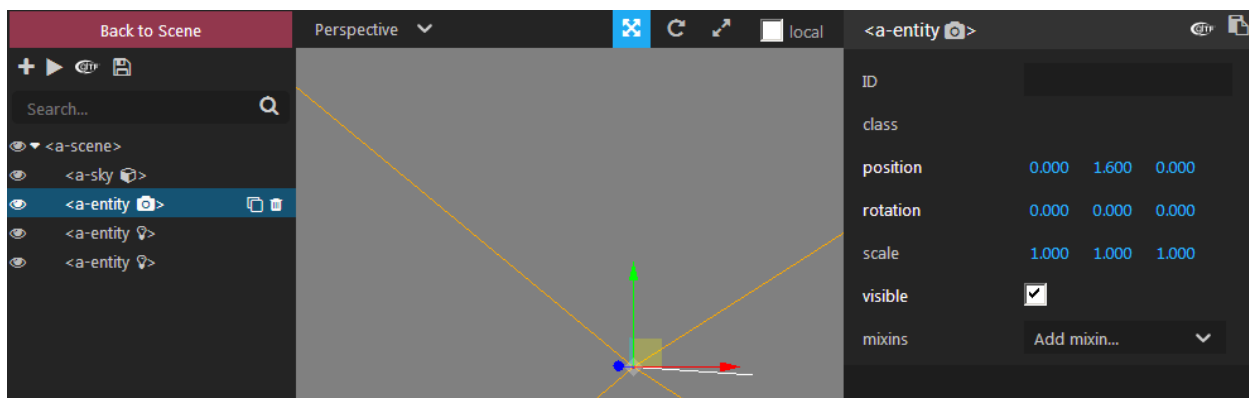 Back to Scene
Perspective
local
<a-entity >
glTF
glTF
Search...
ID
class
<a-scene>
<a-sky >
position 0.000 1.600 0.000
<a-entity >
rotation 0.000 0.000 0.000
<a-entity >
scale 1.000 1.000 1.000
<a-entity >
visible
mixins Add mixin...